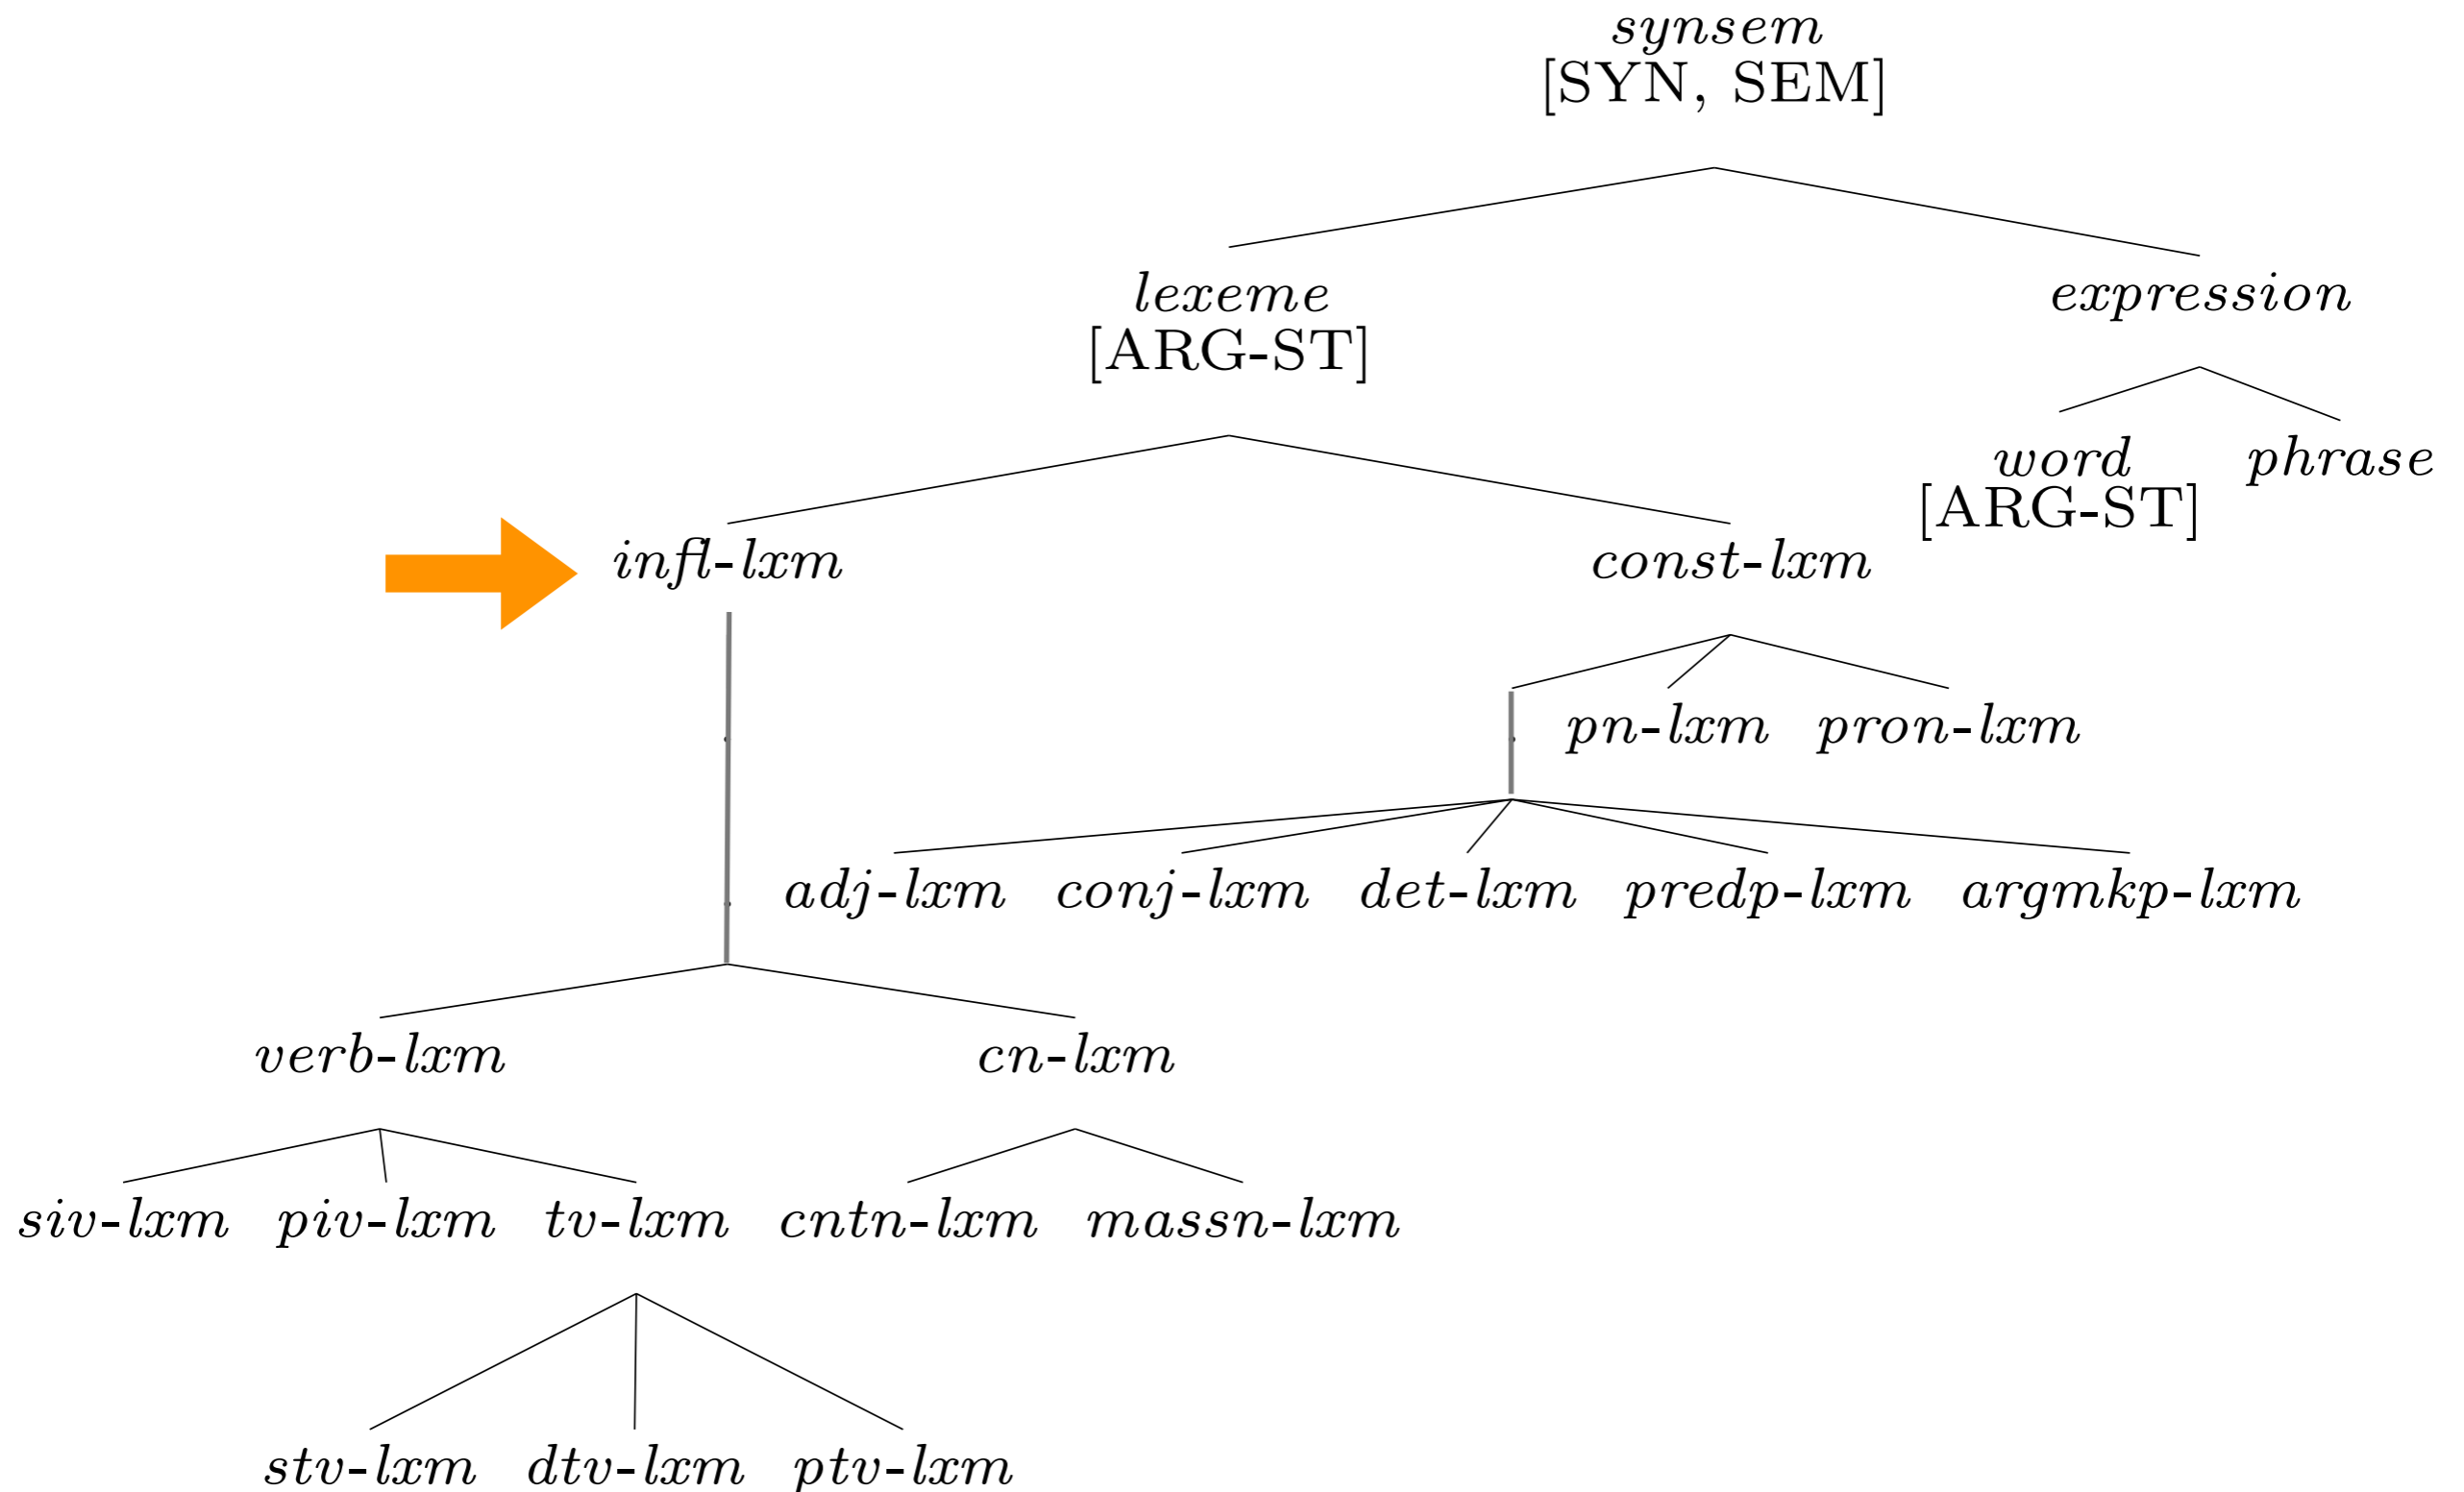 synsem
[SYN, SEM]
lexeme
[ARG-ST]
expression
word
[ARG-ST]
phrase
infl-lxm
const-lxm
pn-lxm
pron-lxm
adj-lxm
conj-lxm
det-lxm
predp-lxm
argmkp-lxm
verb-lxm
cn-lxm
siv-lxm
piv-lxm
tv-lxm
cntn-lxm
massn-lxm
stv-lxm
dtv-lxm
ptv-lxm